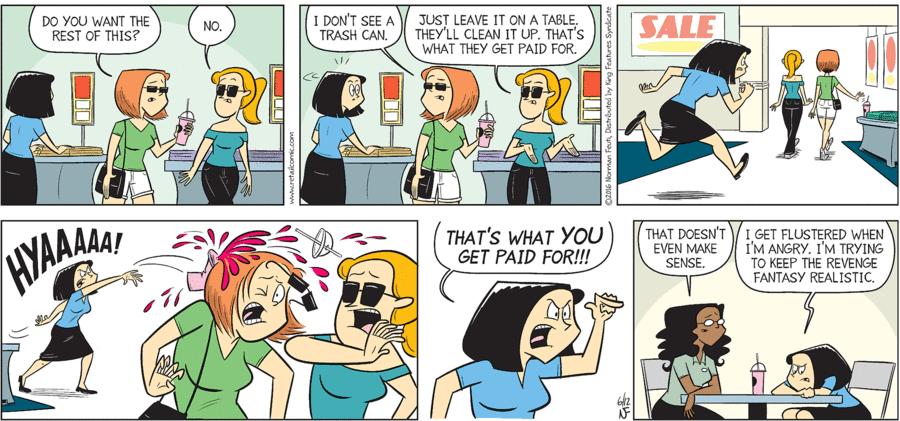 DO YOU WANT THE
REST OF THIS?
NO.
www.retailcomic.com
I DON'T SEE A
TRASH CAN.
JUST LEAVE IT ON A TABLE.
THEY'LL CLEAN IT UP. THAT'S
WHAT THEY GET PAID FOR.
©2016 Norman Feuti, Distributed by King Features Syndicate
SALE
HYAAAAA!
THAT'S WHAT YOU
GET PAID FOR!!!
6/12
NF
THAT DOESN'T
EVEN MAKE
SENSE.
I GET FLUSTERED WHEN
I'M ANGRY. I'M TRYING
TO KEEP THE REVENGE
FANTASY REALISTIC.